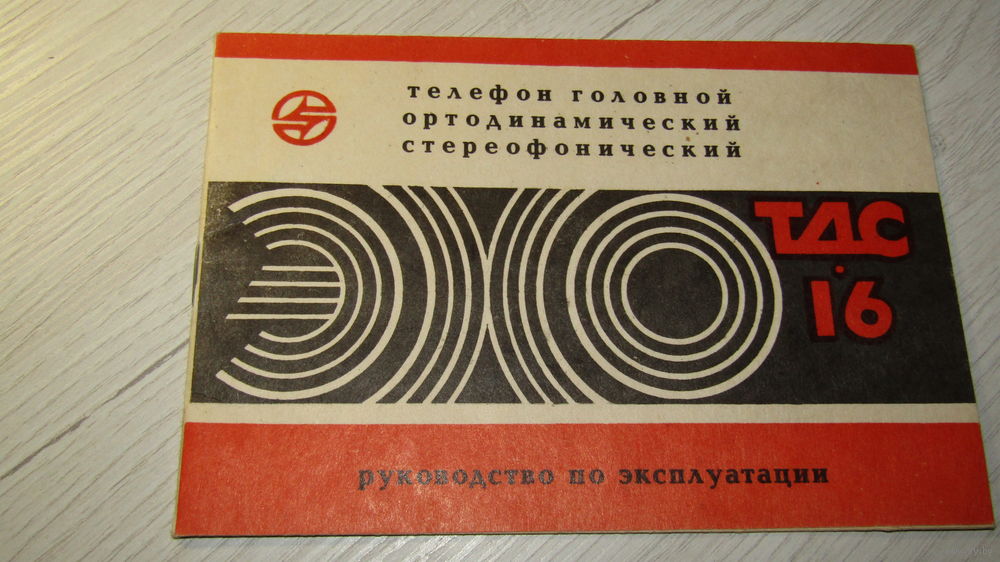 телефон головной
ортодинамический
стереофонический
ЭХО
ТДС
·
16
руководство по эксплуатации